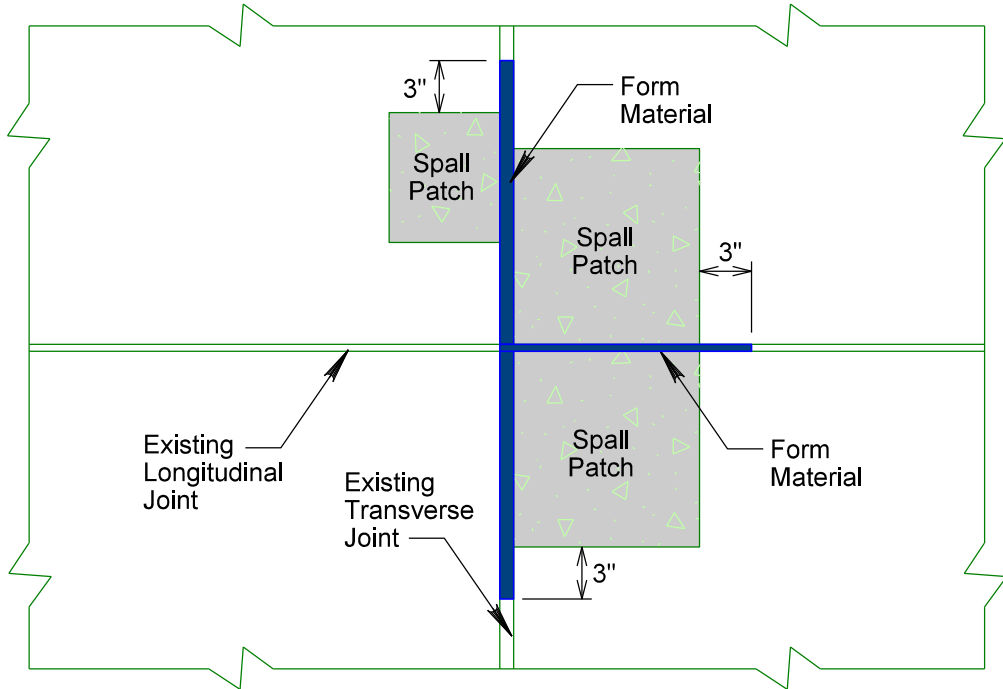 3"
Form
Material
Spall
Patch
Spall
Patch
3"
Existing
Longitudinal
Joint
Existing
Transverse
Joint
Spall
Patch
Form
Material
3"